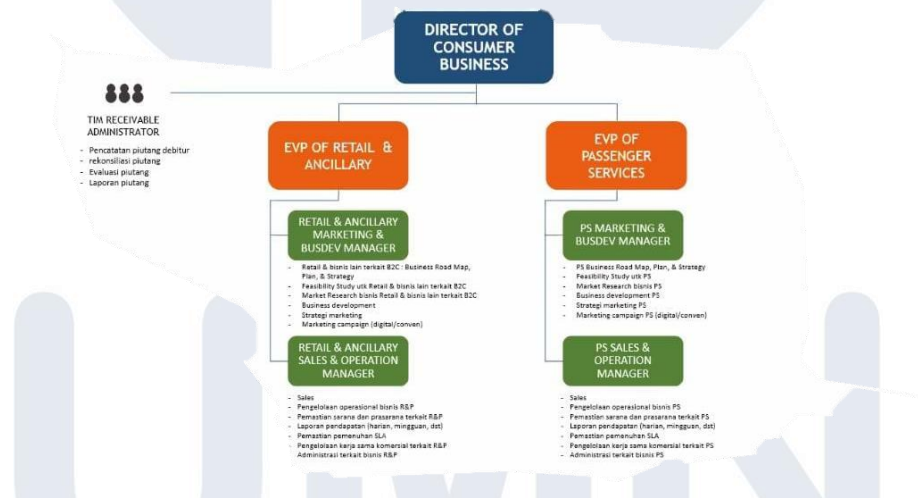 DIRECTOR OF
CONSUMER
BUSINESS
TIM RECEIVABLE
ADMINISTRATOR
- Pencatatan piutang debitur
- rekonsiliasi piutang
- Evaluasi piutang
- Laporan piutang
EVP OF RETAIL &
ANCILLARY
EVP OF
PASSENGER
SERVICES
RETAIL & ANCILLARY
MARKETING &
BUSDEV MANAGER
- Retail & bisnis lain terkait B2C : Business Road Map,
Plan, & Strategy
- Feasibility Study utk Retail & bisnis lain terkait B2C
- Market Research bisnis Retail & bisnis lain terkait B2C
- Business development
- Strategi marketing
- Marketing campaign (digital/conven)
PS MARKETING &
BUSDEV MANAGER
- PS Business Road Map, Plan, & Strategy
- Feasibility Study utk PS
- Market Research bisnis PS
- Business development PS
- Strategi marketing PS
- Marketing campaign PS (digital/conven)
RETAIL & ANCILLARY
SALES & OPERATION
MANAGER
- Sales
- Pengelolaan operasional bisnis R&P
- Pemastian sarana dan prasarana terkait R&P
- Laporan pendapatan (harian, mingguan, dst)
- Pemastian pemenuhan SLA
- Pengelolaan kerja sama komersial terkait R&P
Administrasi terkait bisnis R&P
PS SALES &
OPERATION
MANAGER
- Sales
- Pengelolaan operasional bisnis PS
- Pemastian sarana dan prasarana terkait PS
- Laporan pendapatan (harian, mingguan, dst)
- Pemastian pemenuhan SLA
- Pengelolaan kerja sama komersial terkait PS
- Administrasi terkait bisnis PS